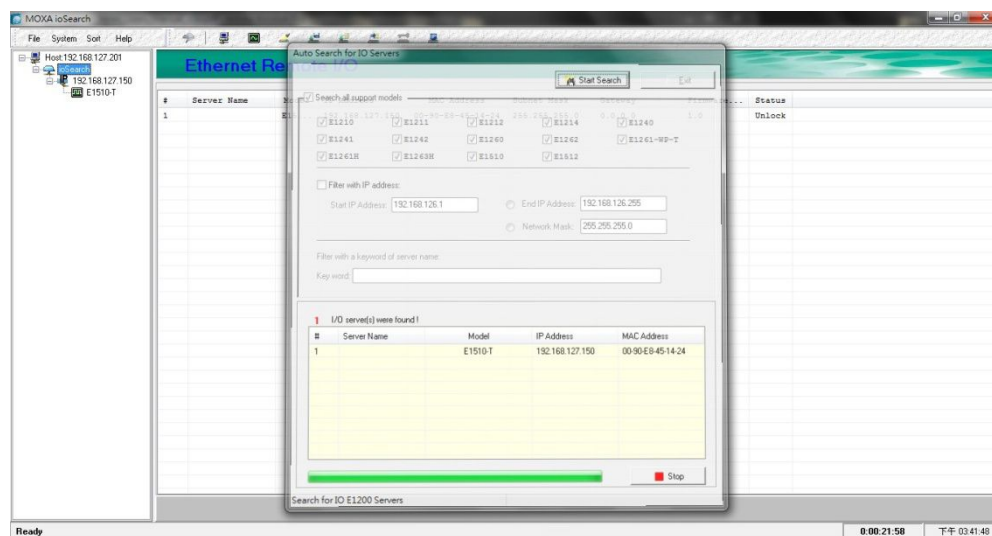 MOXA ioSearch
File System Sort Help
Host:192.168.127.201
ioSearch
192.168.127.150
E1510-T
Ethernet Remote I/O
# Server Name Status
1 Unlock
Auto Search for IO Servers
Start Search Exit
Search all support models
E1210 E1211 E1212 E1214 E1240
E1241 E1242 E1260 E1262 E1261-WP-T
E1261H E1263H E1510 E1512
Filter with IP address:
Start IP Address: 192.168.126.1 End IP Address: 192.168.126.255
Network Mask: 255.255.255.0
Filter with a keyword of server name:
Key word:
1 I/O server(s) were found !
# Server Name Model IP Address MAC Address
1 E1510-T 192.168.127.150 00-90-E8-45-14-24
Stop
Search for IO E1200 Servers
Ready 0:00:21:58 下午 03:41:48